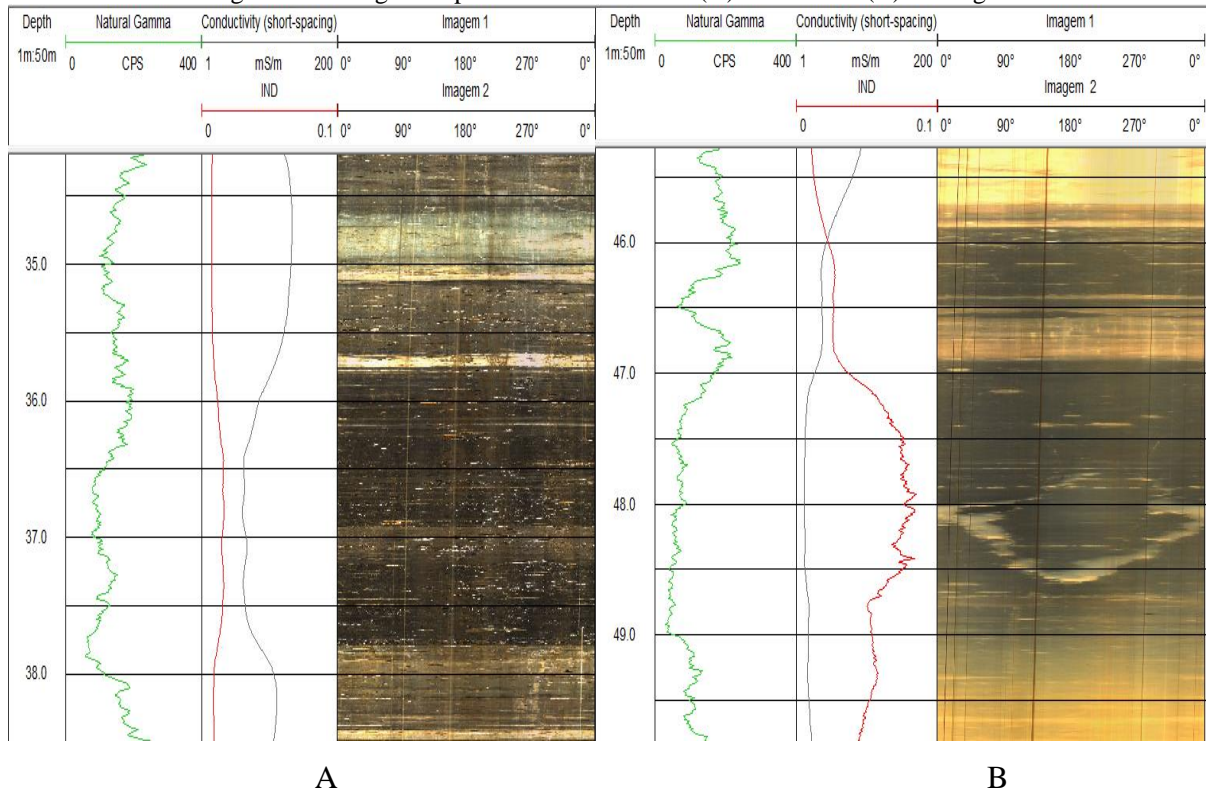 Depth Natural Gamma Conductivity (short-spacing) Imagem 1
1m:50m 0 CPS 400 1 mS/m 200 0° 90° 180° 270° 0°
IND Imagem 2
0 0.1 0° 90° 180° 270° 0°
35.0
36.0
37.0
38.0
A
Depth Natural Gamma Conductivity (short-spacing) Imagem 1
1m:50m 0 CPS 400 1 mS/m 200 0° 90° 180° 270° 0°
IND Imagem 2
0 0.1 0° 90° 180° 270° 0°
46.0
47.0
48.0
49.0
B